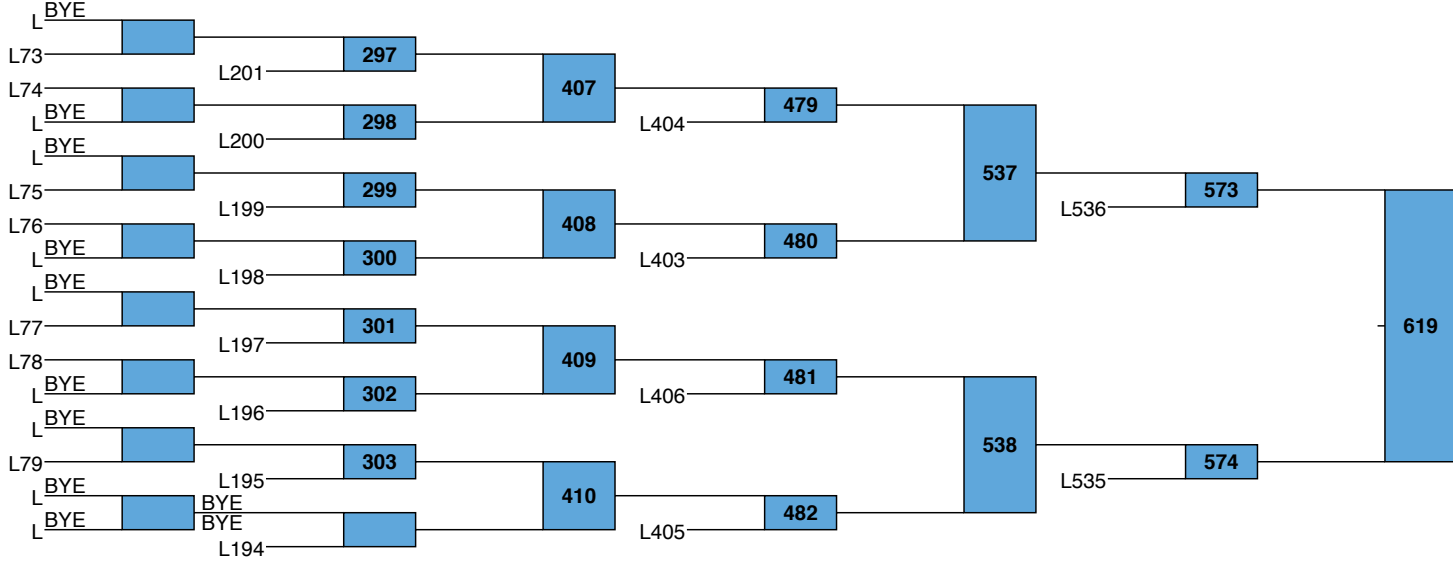 BYE
L
L73
297
L201
407
L74
479
BYE
298
L
L404
L200
537
BYE
L
573
L75
299
L199
L536
408
L76
480
BYE
300
L
L403
L198
BYE
L
619
L77
301
L197
409
L78
481
BYE
302
L
L406
L196
BYE
L
538
L79
303
574
L195
L535
BYE
L
BYE
410
482
BYE
BYE
L
L405
L194